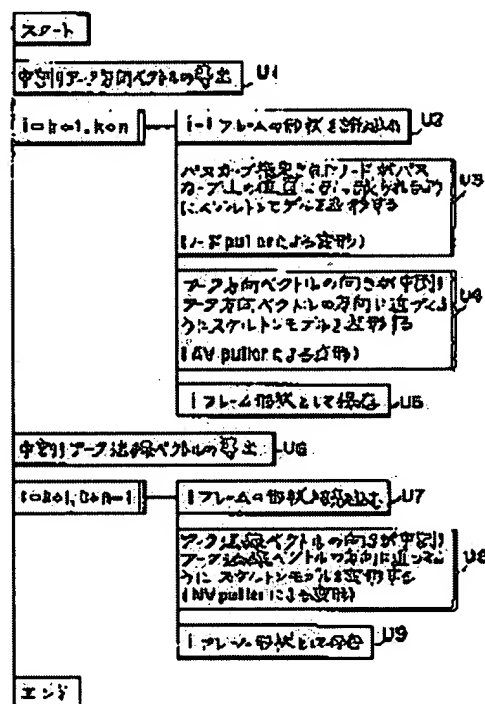 スタート
中割りアーク方向ベクトルの算出 U1
i=k+1,k+n
i-1フレームの形状を読込む U2
パスカーブ指定されたノードがパス
カーブ上の位置に引っ張られるよう
にスケルトンモデルを変形する
(ノードpullerによる変形) U3
アーク方向ベクトルの向きが中割り
アーク方向ベクトルの方向に近づくよ
うにスケルトンモデルを変形する
(AV pullerによる変形) U4
iフレーム形状として保存 U5
中割りアーク法線ベクトルの算出 U6
i=k+1,k+n-1
iフレームの形状を読込む U7
アーク法線ベクトルの向きが中割り
アーク法線ベクトルの方向に近づくよ
うにスケルトンモデルを変形する
(NV pullerによる変形) U8
iフレーム形状として保存 U9
エンド